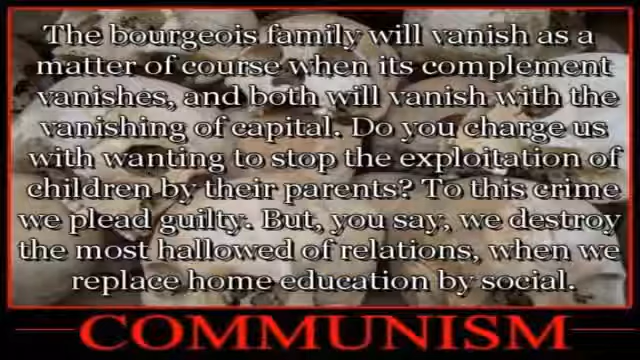 The bourgeois family will vanish as a
matter of course when its complement
vanishes, and both will vanish with the
vanishing of capital. Do you charge us
with wanting to stop the exploitation of
children by their parents? To this crime
we plead guilty. But, you say, we destroy
the most hallowed of relations, when we
replace home education by social.
COMMUNISM